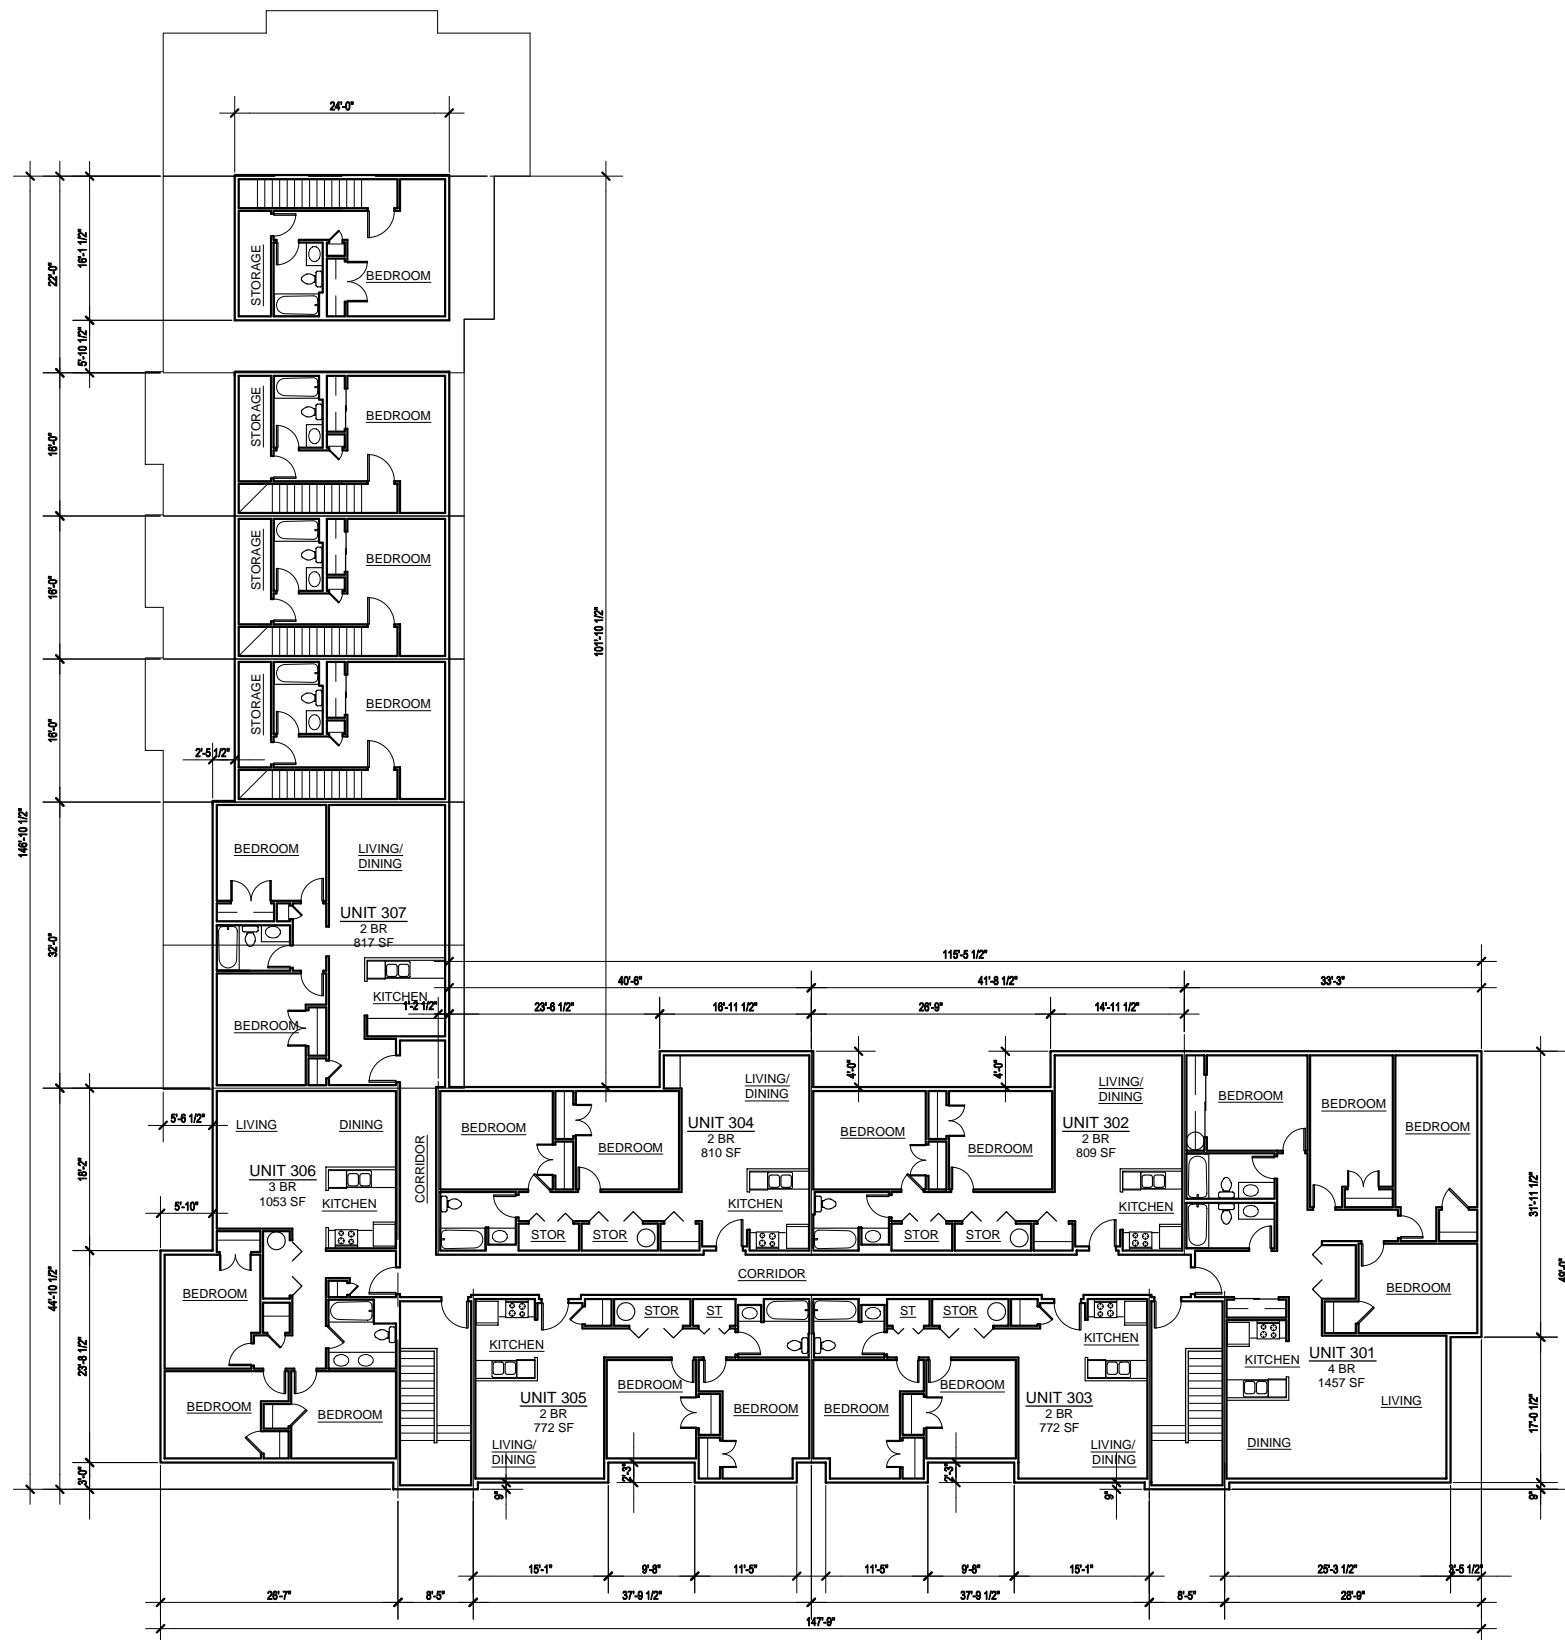 24'-0"
16'-1 1/2"
22'-0"
5'-10 1/2"
STORAGE
BEDROOM
STORAGE
BEDROOM
16'-0"
STORAGE
BEDROOM
16'-0"
101'-10 1/2"
STORAGE
BEDROOM
16'-0"
2'-5 1/2"
146'-10 1/2"
BEDROOM
LIVING/
DINING
UNIT 307
2 BR
817 SF
32'-0"
KITCHEN
BEDROOM
115'-5 1/2"
40'-6"
41'-8 1/2"
33'-3"
1'-2 1/2"
23'-6 1/2"
16'-11 1/2"
26'-9"
14'-11 1/2"
4'-0"
4'-0"
5'-6 1/2"
LIVING
DINING
UNIT 306
3 BR
1053 SF
KITCHEN
CORRIDOR
BEDROOM
BEDROOM
LIVING/
DINING
UNIT 304
2 BR
810 SF
KITCHEN
STOR
STOR
BEDROOM
BEDROOM
LIVING/
DINING
UNIT 302
2 BR
809 SF
KITCHEN
STOR
STOR
BEDROOM
BEDROOM
BEDROOM
BEDROOM
18'-2"
5'-10"
44'-10 1/2"
31'-11 1/2"
49'-0"
CORRIDOR
BEDROOM
BEDROOM
BEDROOM
23'-8 1/2"
3'-0"
STOR
ST
KITCHEN
UNIT 305
2 BR
772 SF
BEDROOM
BEDROOM
LIVING/
DINING
ST
STOR
KITCHEN
BEDROOM
BEDROOM
UNIT 303
2 BR
772 SF
LIVING/
DINING
KITCHEN
UNIT 301
4 BR
1457 SF
LIVING
DINING
17'-0 1/2"
9"
2'-3"
9"
2'-3"
9"
15'-1"
9'-8"
11'-5"
11'-5"
9'-8"
15'-1"
25'-3 1/2"
3'-5 1/2"
26'-7"
8'-5"
37'-9 1/2"
37'-9 1/2"
8'-5"
28'-9"
147'-9"